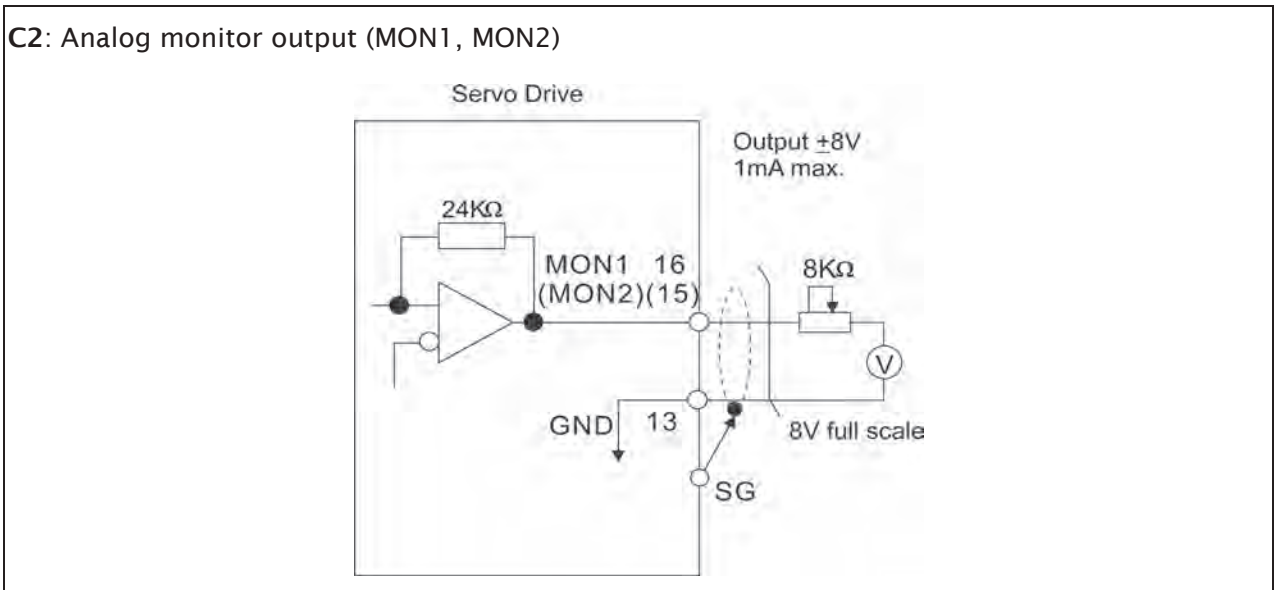 C2: Analog monitor output (MON1, MON2)
Servo Drive
Output ±8V
1mA max.
24KΩ
MON1 16
(MON2)(15)
8KΩ
V
GND 13
8V full scale
SG